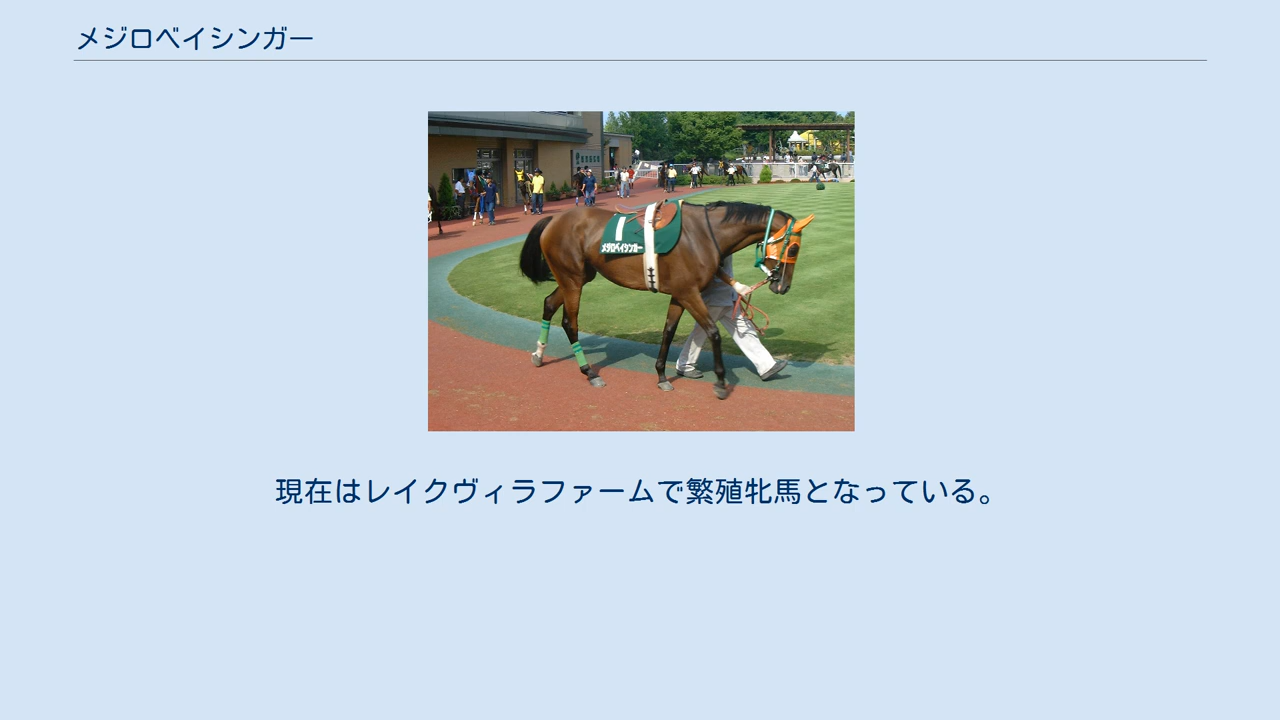 メジロベイシンガー
1
メジロベイシンガー
現在はレイクヴィラファームで繁殖牝馬となっている。